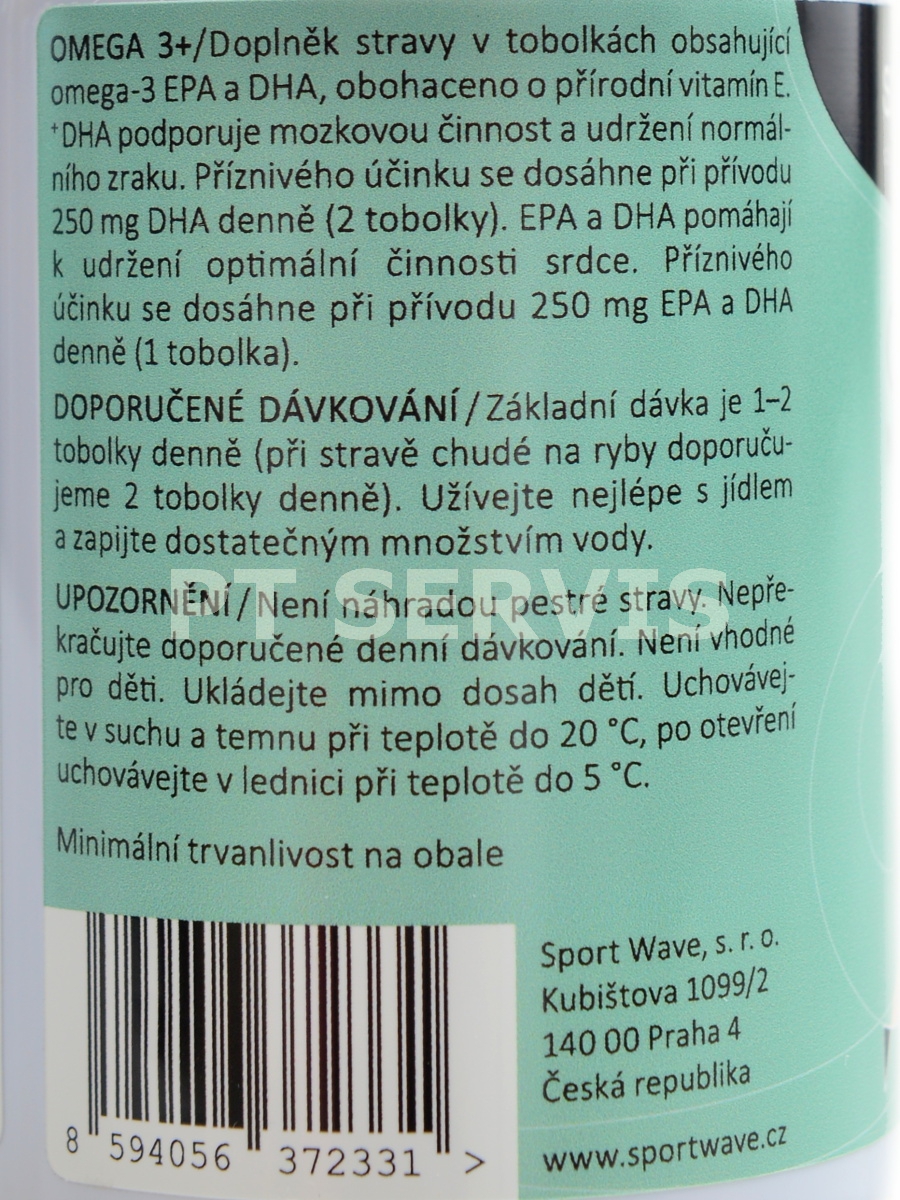 OMEGA 3+/Doplněk stravy v tobolkách obsahující
omega-3 EPA a DHA, obohaceno o přírodní vitamín E.
⁺DHA podporuje mozkovou činnost a udržení normál-
ního zraku. Příznivého účinku se dosáhne při přívodu
250 mg DHA denně (2 tobolky). EPA a DHA pomáhají
k udržení optimální činnosti srdce. Příznivého
účinku se dosáhne při přívodu 250 mg EPA a DHA
denně (1 tobolka).
DOPORUČENÉ DÁVKOVÁNÍ/Základní dávka je 1–2
tobolky denně (při stravě chudé na ryby doporuču-
jeme 2 tobolky denně). Užívejte nejlépe s jídlem
a zapijte dostatečným množstvím vody.
UPOZORNĚNÍ/Není náhradou pestré stravy. Nepře-
PT SERVIS
kračujte doporučené denní dávkování. Není vhodné
pro děti. Ukládejte mimo dosah dětí. Uchovávej-
te v suchu a temnu při teplotě do 20 °C, po otevření
uchovávejte v lednici při teplotě do 5 °C.
Minimální trvanlivost na obale
Sport Wave, s. r. o.
Kubištova 1099/2
140 00 Praha 4
Česká republika
www.sportwave.cz
8 594056 372331 >